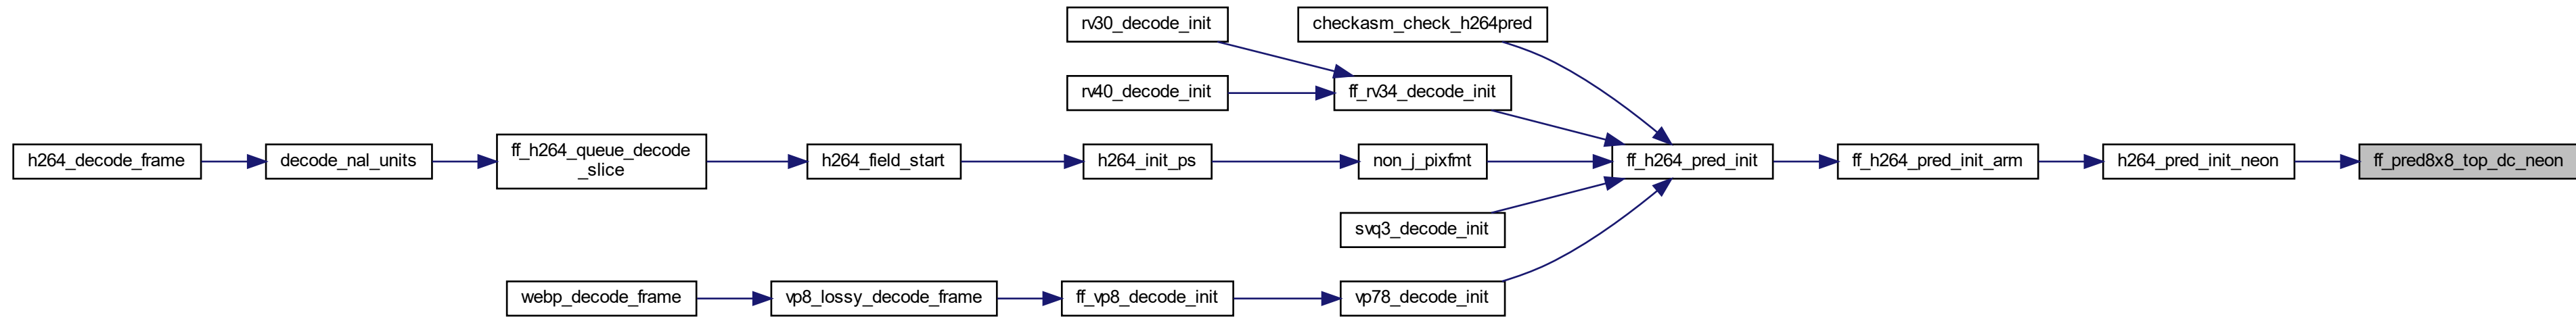 rv30_decode_init
checkasm_check_h264pred
rv40_decode_init
ff_rv34_decode_init
h264_decode_frame
decode_nal_units
ff_h264_queue_decode
_slice
h264_field_start
h264_init_ps
non_j_pixfmt
ff_h264_pred_init
ff_h264_pred_init_arm
h264_pred_init_neon
ff_pred8x8_top_dc_neon
svq3_decode_init
webp_decode_frame
vp8_lossy_decode_frame
ff_vp8_decode_init
vp78_decode_init